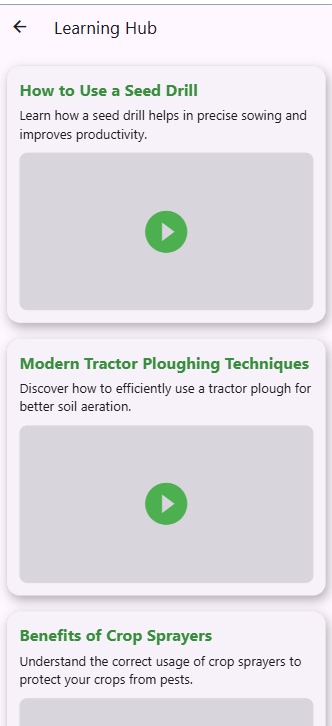 Learning Hub
How to Use a Seed Drill
Learn how a seed drill helps in precise sowing and
improves productivity.
Modern Tractor Ploughing Techniques
Discover how to efficiently use a tractor plough for
better soil aeration.
Benefits of Crop Sprayers
Understand the correct usage of crop sprayers to
protect your crops from pests.